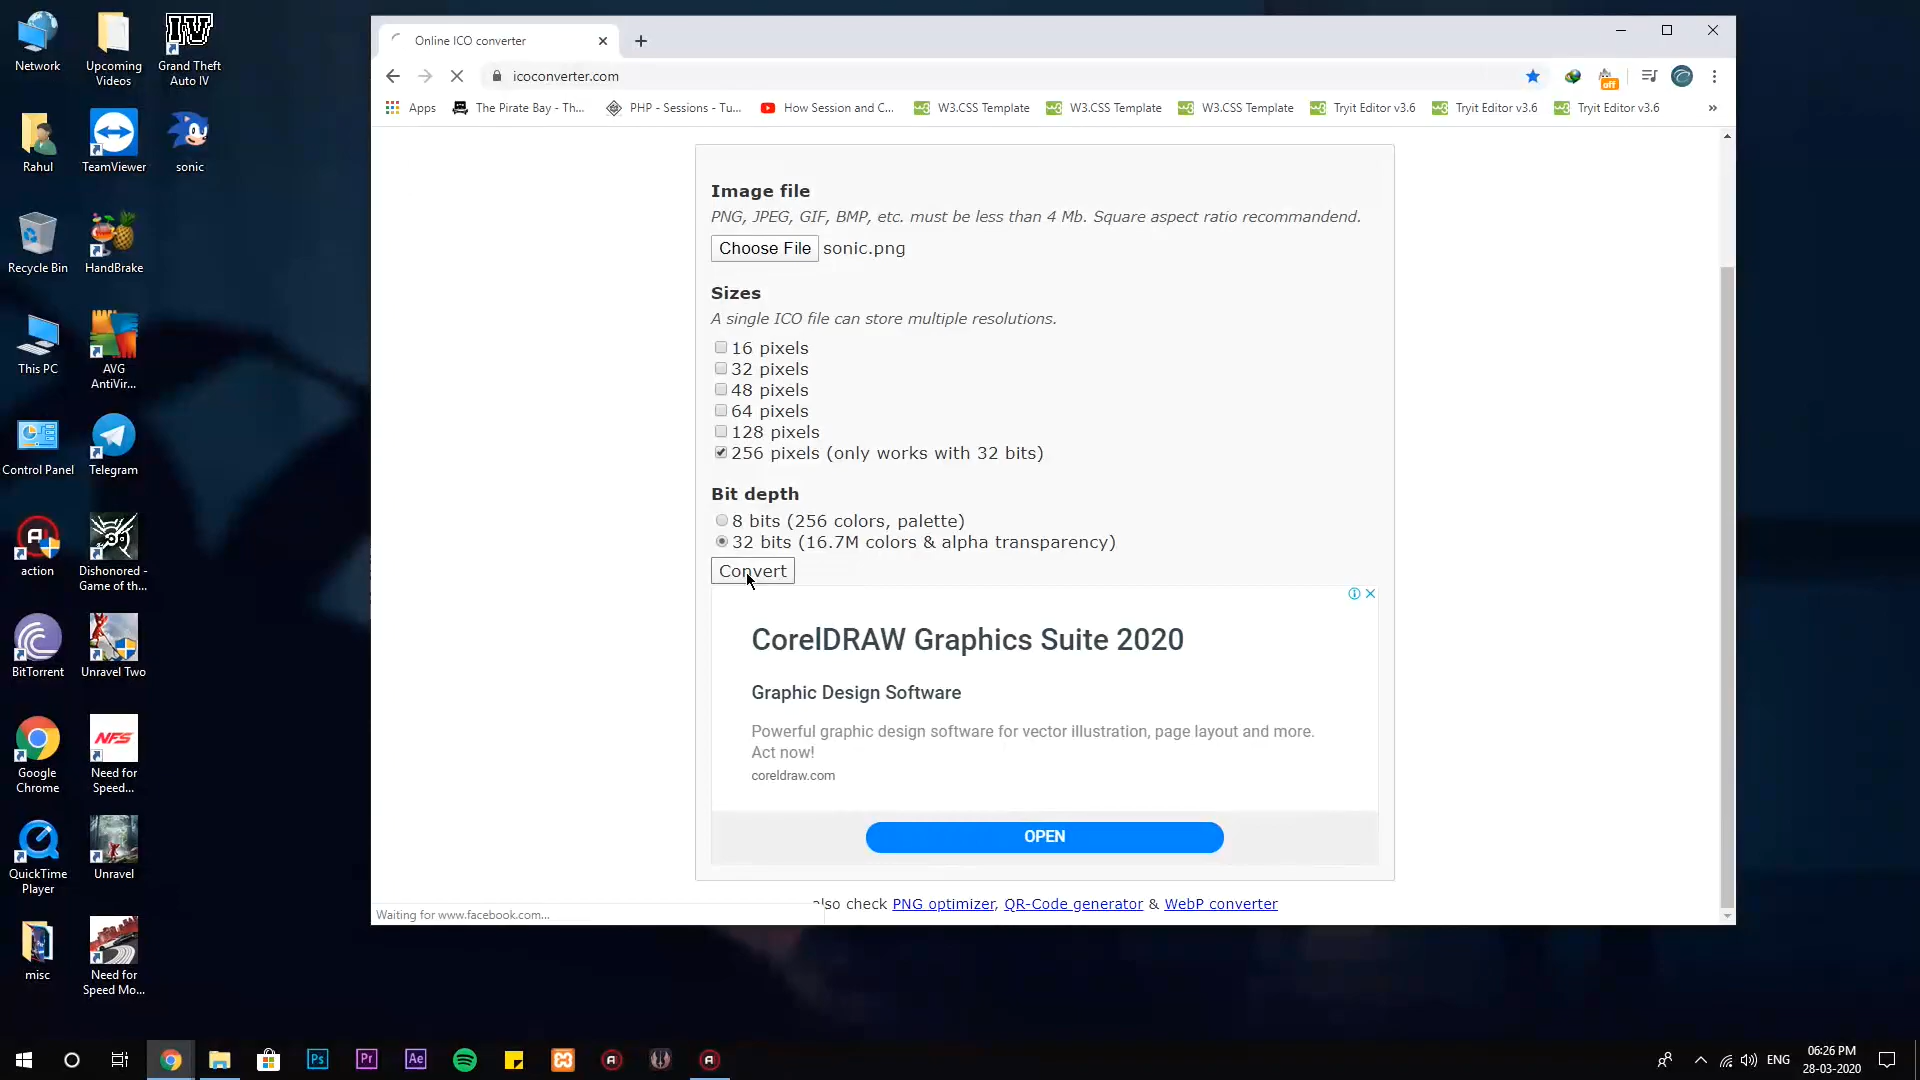 Network
Upcoming
Videos
Grand Theft
Auto IV
Rahul
TeamViewer
sonic
Recycle Bin
HandBrake
This PC
AVG
AntiVir...
Control Panel
Telegram
action
Dishonored -
Game of th...
BitTorrent
Unravel Two
Google
Chrome
NFS
Need for
Speed...
QuickTime
Player
Unravel
misc
Need for
Speed Mo...
Online ICO converter
icoconverter.com
off
Apps
The Pirate Bay - Th...
PHP - Sessions - Tu...
How Session and C...
W3.CSS Template
W3.CSS Template
W3.CSS Template
Tryit Editor v3.6
Tryit Editor v3.6
Tryit Editor v3.6
Image file
PNG, JPEG, GIF, BMP, etc. must be less than 4 Mb. Square aspect ratio recommandend.
Choose File sonic.png
Sizes
A single ICO file can store multiple resolutions.
16 pixels
32 pixels
48 pixels
64 pixels
128 pixels
256 pixels (only works with 32 bits)
Bit depth
8 bits (256 colors, palette)
32 bits (16.7M colors & alpha transparency)
Convert
CorelDRAW Graphics Suite 2020
Graphic Design Software
Powerful graphic design software for vector illustration, page layout and more.
Act now!
coreldraw.com
OPEN
also check PNG optimizer, QR-Code generator & WebP converter
Waiting for www.facebook.com...
Ps
Pr
Ae
ENG
06:26 PM
28-03-2020